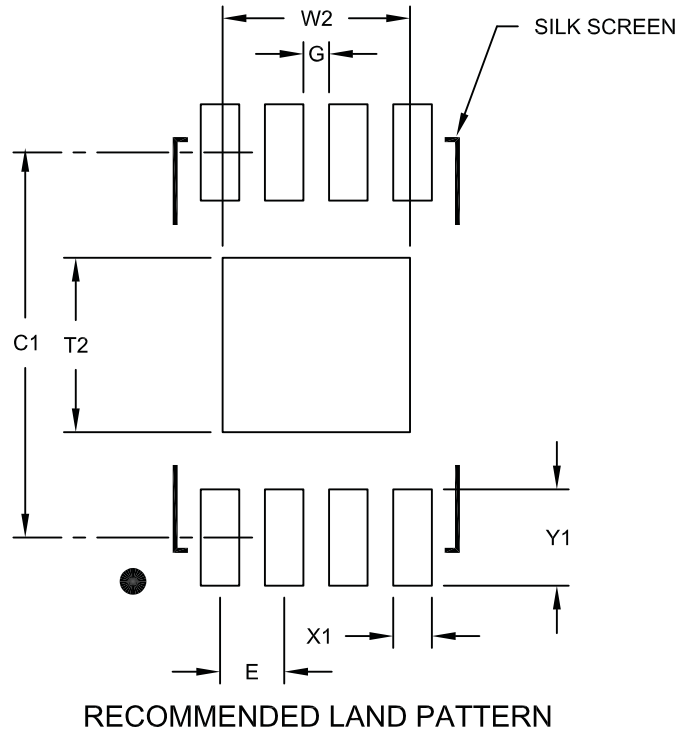 W2
SILK SCREEN
G
C1
T2
Y1
X1
E
RECOMMENDED LAND PATTERN